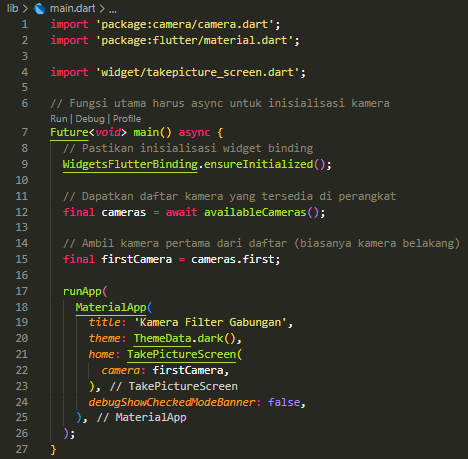 lib > main.dart > ...
1 import 'package:camera/camera.dart';
2 import 'package:flutter/material.dart';
3
4 import 'widget/takepicture_screen.dart';
5
6 // Fungsi utama harus async untuk inisialisasi kamera
Run | Debug | Profile
7 Future<void> main() async {
8   // Pastikan inisialisasi widget binding
9   WidgetsFlutterBinding.ensureInitialized();
10
11   // Dapatkan daftar kamera yang tersedia di perangkat
12   final cameras = await availableCameras();
13
14   // Ambil kamera pertama dari daftar (biasanya kamera belakang)
15   final firstCamera = cameras.first;
16
17   runApp(
18     MaterialApp(
19       title: 'Kamera Filter Gabungan',
20       theme: ThemeData.dark(),
21       home: TakePictureScreen(
22         camera: firstCamera,
23       ), // TakePictureScreen
24       debugShowCheckedModeBanner: false,
25     ), // MaterialApp
26   );
27 }